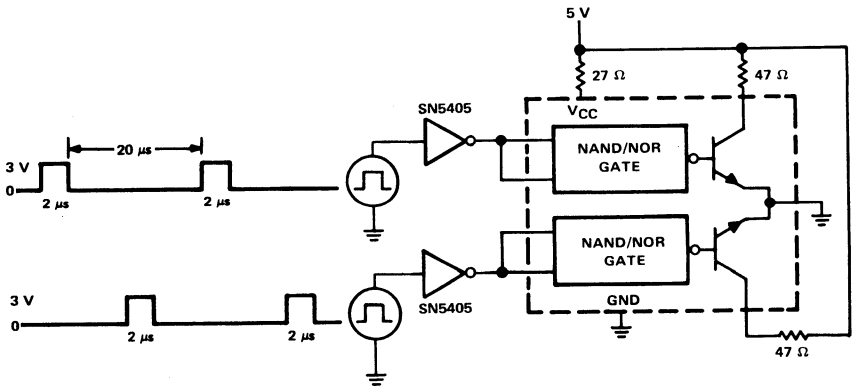 5 V
27 Ω
47 Ω
SN5405
VCC
20 μs
3 V
0
2 μs
2 μs
NAND/NOR
GATE
3 V
0
2 μs
2 μs
SN5405
NAND/NOR
GATE
GND
47 Ω